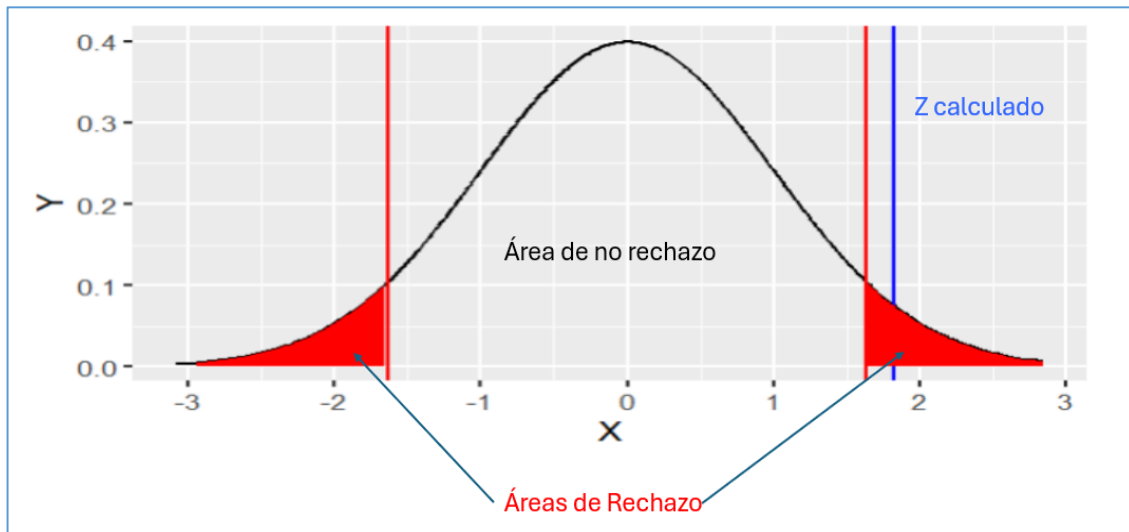 0.4
Z calculado
0.3
Y
0.2
Área de no rechazo
0.1
0.0
-3 -2 -1 0 1 2 3
X
Áreas de Rechazo